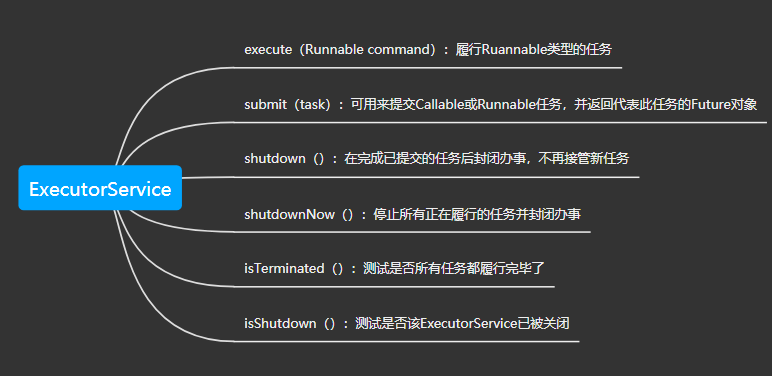 execute（Runnable command）：履行Ruannable类型的任务
submit（task）：可用来提交Callable或Runnable任务，并返回代表此任务的Future对象
shutdown（）：在完成已提交的任务后封闭办事，不再接管新任务
ExecutorService
shutdownNow（）：停止所有正在履行的任务并封闭办事
isTerminated（）：测试是否所有任务都履行完毕了
isShutdown（）：测试是否该ExecutorService已被关闭